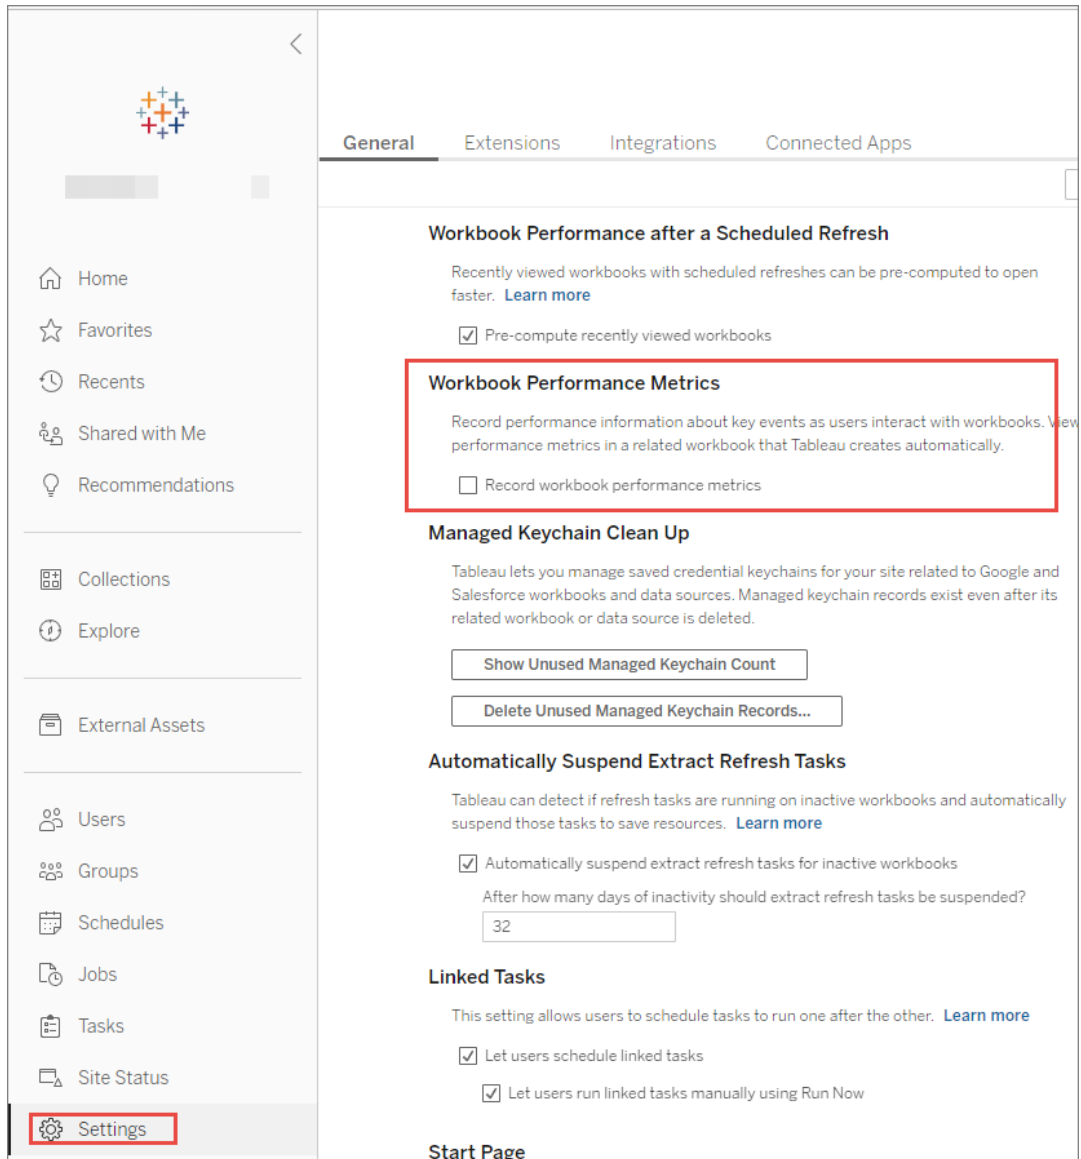 General Extensions Integrations Connected Apps
Home
Favorites
Recents
Shared with Me
Recommendations
Collections
Explore
External Assets
Users
Groups
Schedules
Jobs
Tasks
Site Status
Settings
Workbook Performance after a Scheduled Refresh
Recently viewed workbooks with scheduled refreshes can be pre-computed to open
faster. Learn more
Pre-compute recently viewed workbooks
Workbook Performance Metrics
Record performance information about key events as users interact with workbooks. View
performance metrics in a related workbook that Tableau creates automatically.
Record workbook performance metrics
Managed Keychain Clean Up
Tableau lets you manage saved credential keychains for your site related to Google and
Salesforce workbooks and data sources. Managed keychain records exist even after its
related workbook or data source is deleted.
Show Unused Managed Keychain Count
Delete Unused Managed Keychain Records...
Automatically Suspend Extract Refresh Tasks
Tableau can detect if refresh tasks are running on inactive workbooks and automatically
suspend those tasks to save resources. Learn more
Automatically suspend extract refresh tasks for inactive workbooks
After how many days of inactivity should extract refresh tasks be suspended?
32
Linked Tasks
This setting allows users to schedule tasks to run one after the other. Learn more
Let users schedule linked tasks
Let users run linked tasks manually using Run Now
Start Page